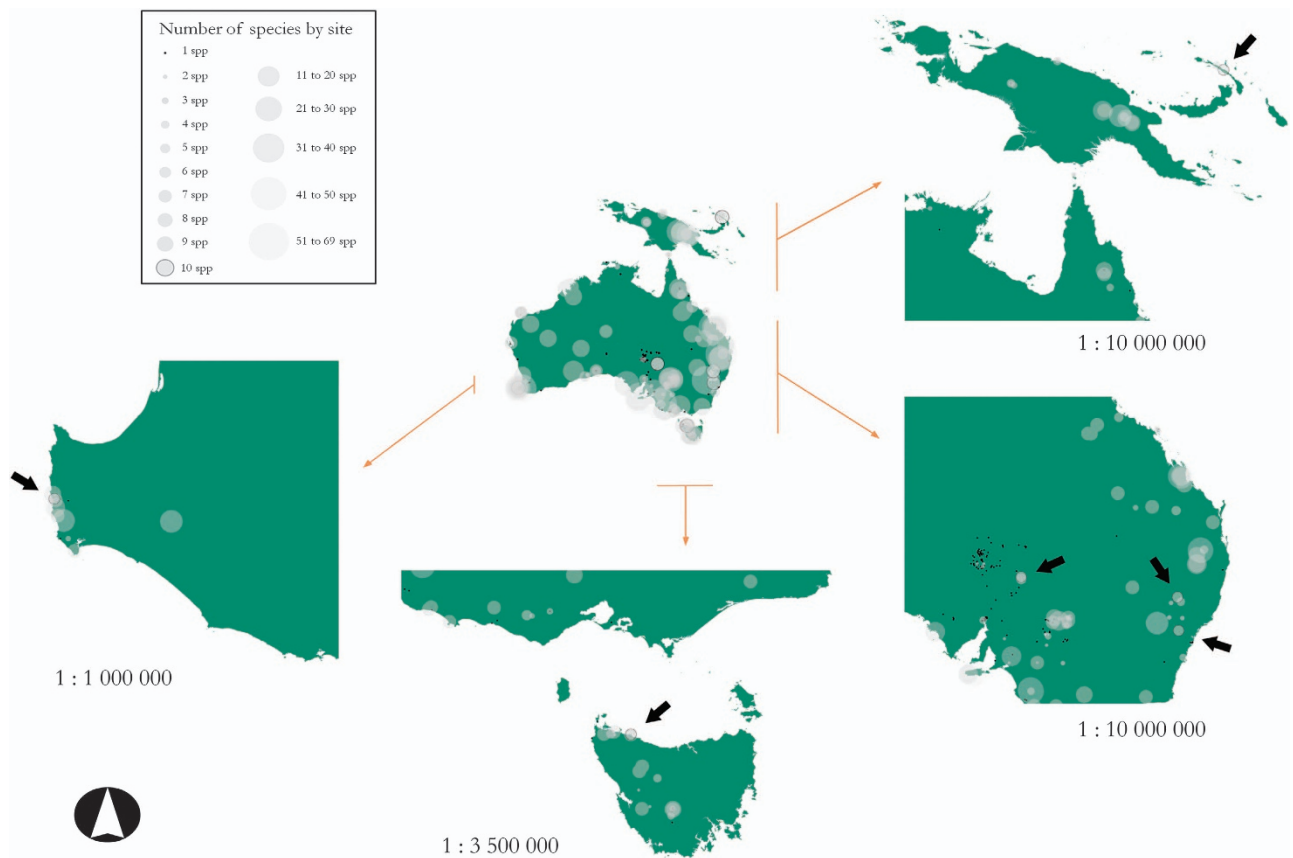 Number of species by site
1 spp
2 spp
3 spp
4 spp
5 spp
6 spp
7 spp
8 spp
9 spp
10 spp
11 to 20 spp
21 to 30 spp
31 to 40 spp
41 to 50 spp
51 to 69 spp
1 : 10 000 000
1 : 1 000 000
1 : 10 000 000
1 : 3 500 000